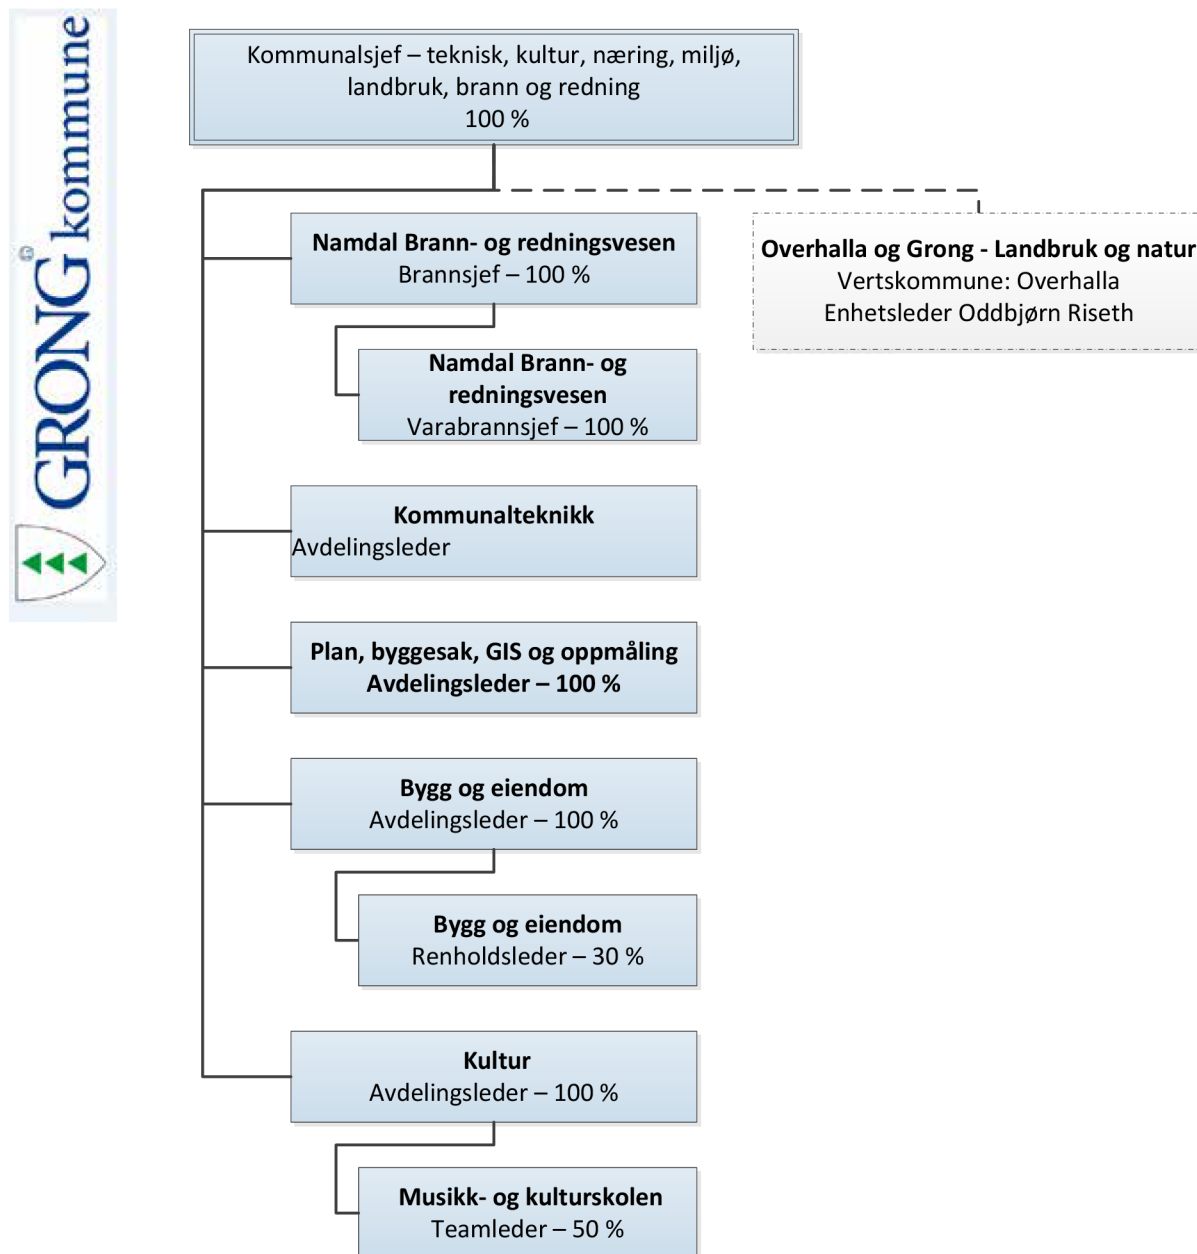 GRONG® kommune
Kommunalsjef – teknisk, kultur, næring, miljø,
landbruk, brann og redning
100 %
Namdal Brann- og redningsvesen
Brannsjef – 100 %
Overhalla og Grong - Landbruk og natur
Vertskommune: Overhalla
Enhetsleder Oddbjørn Riseth
Namdal Brann- og
redningsvesen
Varabrannsjef – 100 %
Kommunalteknikk
Avdelingsleder
Plan, byggesak, GIS og oppmåling
Avdelingsleder – 100 %
Bygg og eiendom
Avdelingsleder – 100 %
Bygg og eiendom
Renholdsleder – 30 %
Kultur
Avdelingsleder – 100 %
Musikk- og kulturskolen
Teamleder – 50 %